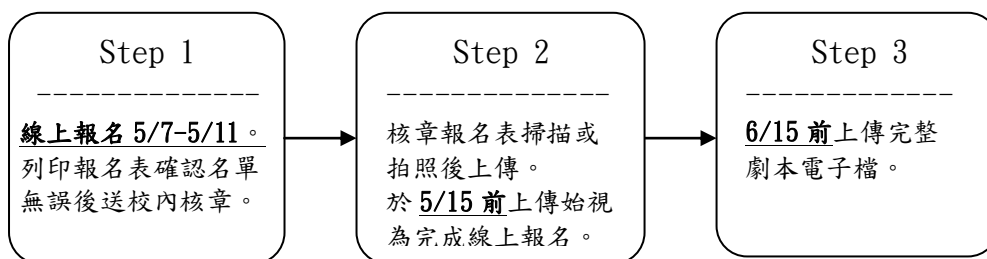 Step 1
--------------
線上報名 5/7-5/11。
列印報名表確認名單
無誤後送校內核章。
Step 2
--------------
核章報名表掃描或
拍照後上傳。
於 5/15 前上傳始視
為完成線上報名。
Step 3
-------------
6/15 前上傳完整
劇本電子檔。